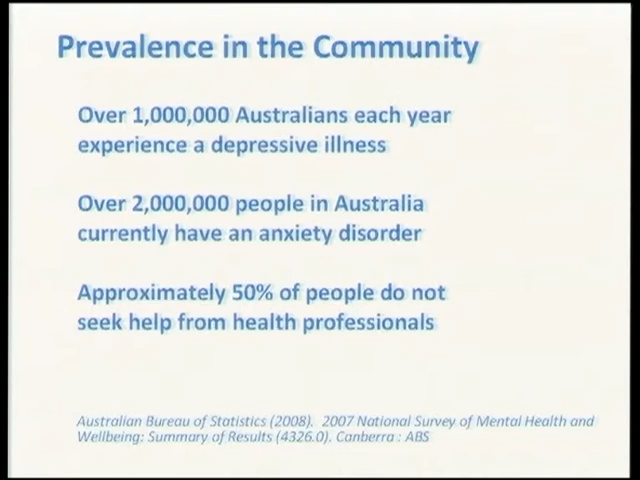 Prevalence in the Community
Over 1,000,000 Australians each year
experience a depressive illness
Over 2,000,000 people in Australia
currently have an anxiety disorder
Approximately 50% of people do not
seek help from health professionals
Australian Bureau of Statistics (2008).  2007 National Survey of Mental Health and
Wellbeing: Summary of Results (4326.0). Canberra : ABS